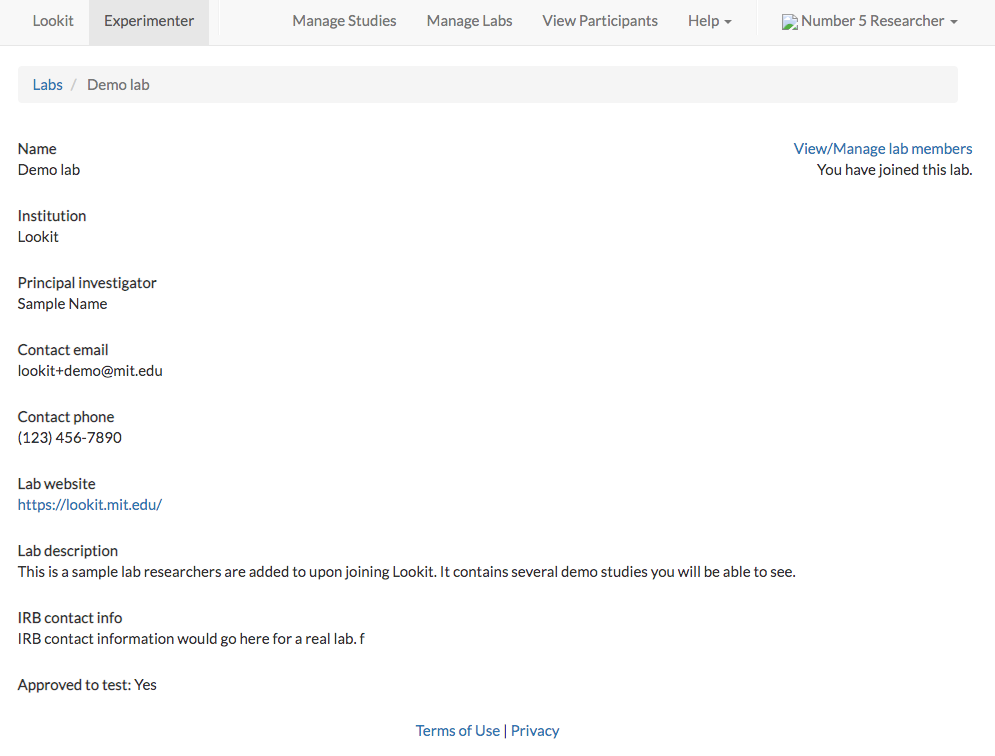 Lookit Experimenter Manage Studies Manage Labs View Participants Help Number 5 Researcher
Labs / Demo lab
Name
Demo lab
View/Manage lab members
You have joined this lab.
Institution
Lookit
Principal investigator
Sample Name
Contact email
lookit+demo@mit.edu
Contact phone
(123) 456-7890
Lab website
https://lookit.mit.edu/
Lab description
This is a sample lab researchers are added to upon joining Lookit. It contains several demo studies you will be able to see.
IRB contact info
IRB contact information would go here for a real lab. f
Approved to test: Yes
Terms of Use | Privacy